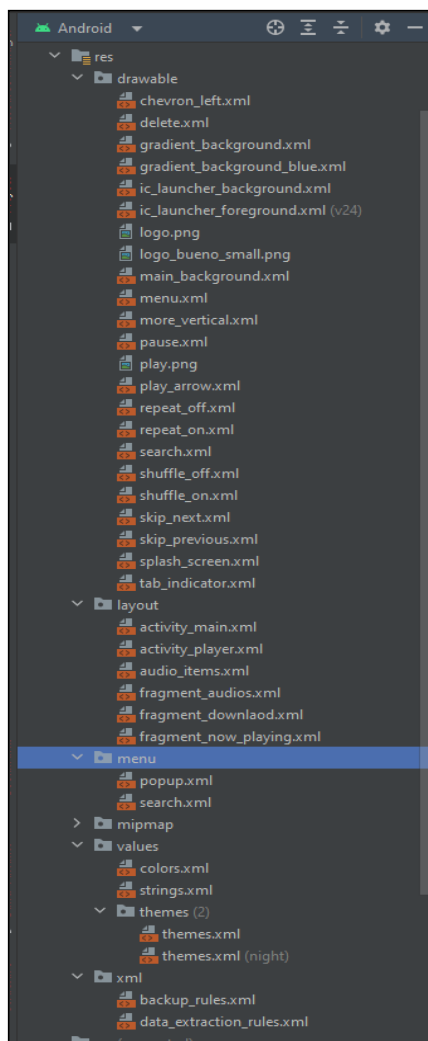 Android
res
drawable
chevron_left.xml
delete.xml
gradient_background.xml
gradient_background_blue.xml
ic_launcher_background.xml
ic_launcher_foreground.xml (v24)
logo.png
logo_bueno_small.png
main_background.xml
menu.xml
more_vertical.xml
pause.xml
play.png
play_arrow.xml
repeat_off.xml
repeat_on.xml
search.xml
shuffle_off.xml
shuffle_on.xml
skip_next.xml
skip_previous.xml
splash_screen.xml
tab_indicator.xml
layout
activity_main.xml
activity_player.xml
audio_items.xml
fragment_audios.xml
fragment_downlaod.xml
fragment_now_playing.xml
menu
popup.xml
search.xml
mipmap
values
colors.xml
strings.xml
themes (2)
themes.xml
themes.xml (night)
xml
backup_rules.xml
data_extraction_rules.xml